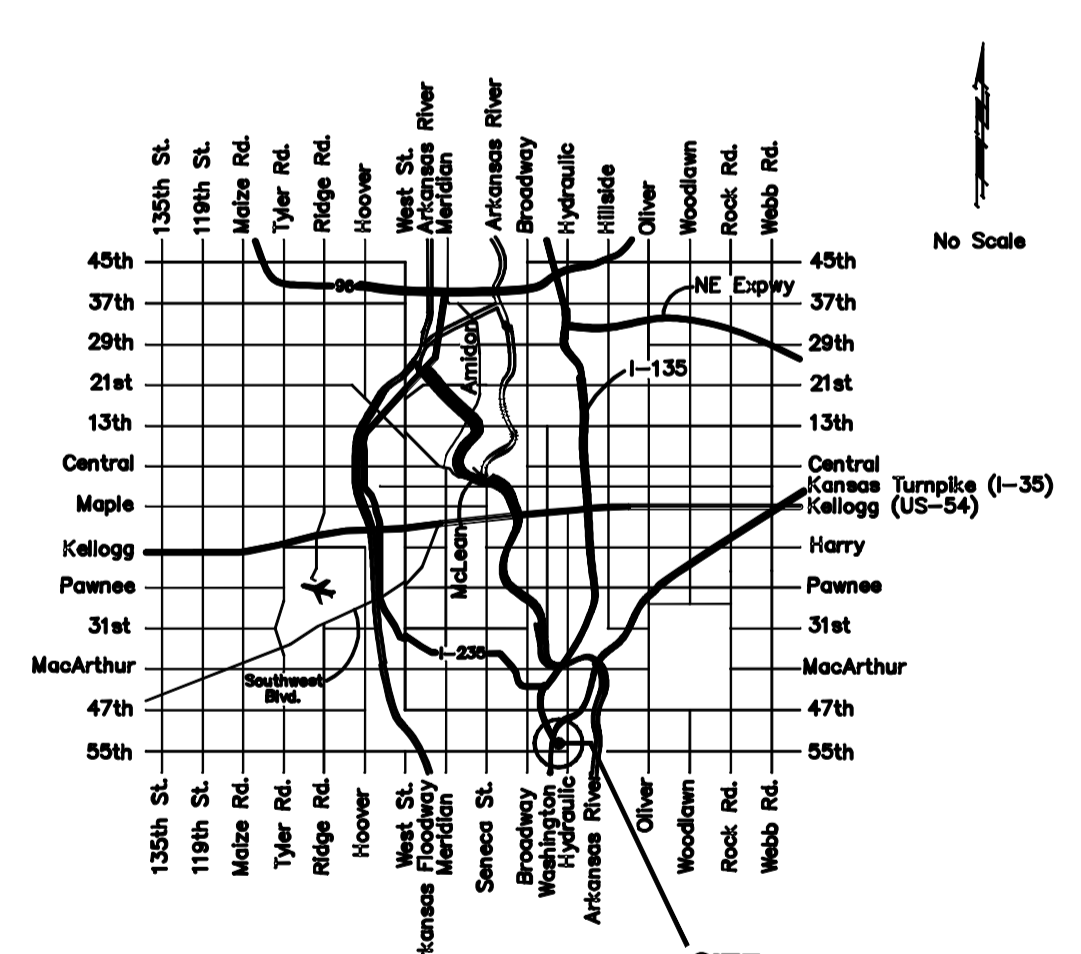 135th St.
119th St.
Maize Rd.
Tyler Rd.
Ridge Rd.
Hoover
West St.
Arkansas River
Meridian
Arkansas River
Broadway
Hydraulic
Hillside
Oliver
Woodlawn
Rock Rd.
Webb Rd.
No Scale
45th
45th
96
NE Expwy
37th
37th
29th
29th
Amidon
I-135
21st
21st
13th
13th
Central
Central
Kansas Turnpike (I-35)
Maple
Kellogg (US-54)
Kellogg
Harry
McLean
Pawnee
Pawnee
31st
31st
I-235
MacArthur
MacArthur
Southwest
Blvd.
47th
47th
55th
55th
135th St.
119th St.
Maize Rd.
Tyler Rd.
Ridge Rd.
Hoover
West St.
kansas Floodway
Meridian
Seneca St.
Broadway
Washington
Hydraulic
Arkansas River
Oliver
Woodlawn
Rock Rd.
Webb Rd.